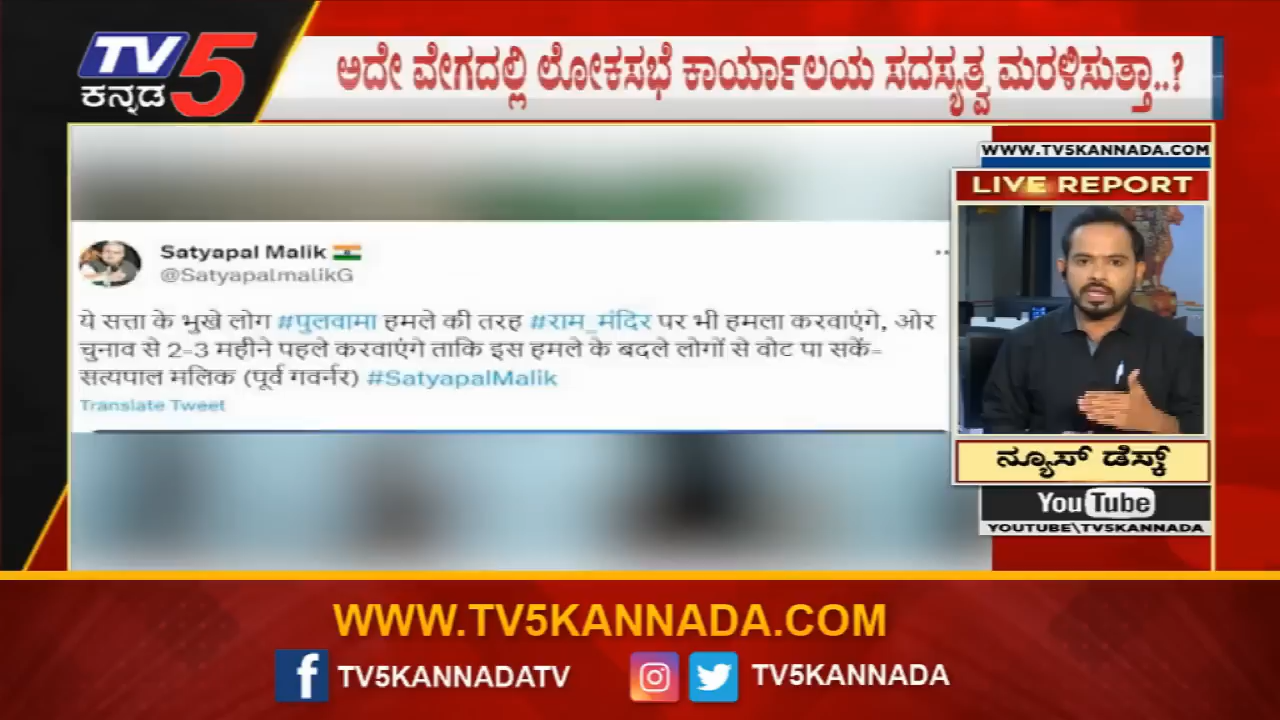 TV5
ಕನ್ನಡ
ಅದೇ ವೇಗದಲ್ಲಿ ಲೋಕಸಭೆ ಕಾರ್ಯಾಲಯ ಸದಸ್ಯತ್ವ ಮರಳಿಸುತ್ತಾ..?
WWW.TV5KANNADA.COM
LIVE REPORT
Satyapal Malik
@SatyapalmalikG
ये सत्ता के भुखे लोग #पुलवामा हमले की तरह #राम_मंदिर पर भी हमला करवाएंगे, ओर
चुनाव से 2-3 महीने पहले करवाएंगे ताकि इस हमले के बदले लोगों से वोट पा सकें-
सत्यपाल मलिक (पूर्व गवर्नर) #SatyapalMalik
Translate Tweet
ನ್ಯೂಸ್ ಡೆಸ್ಕ್
YouTube
YOUTUBE\TV5KANNADA
WWW.TV5KANNADA.COM
TV5KANNADATV
TV5KANNADA